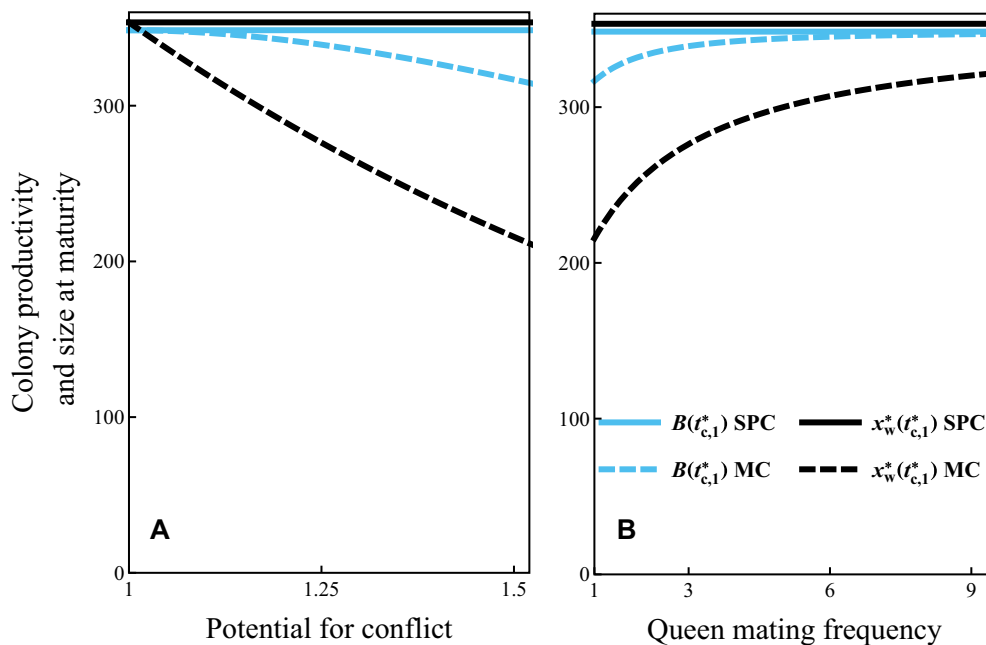 Colony productivity
and size at maturity
300
200
100
0
1
1.25
1.5
A
Potential for conflict
300
200
100
0
1
3
6
9
B
Queen mating frequency
B(t*c,1) SPC
x*w(t*c,1) SPC
B(t*c,1) MC
x*w(t*c,1) MC